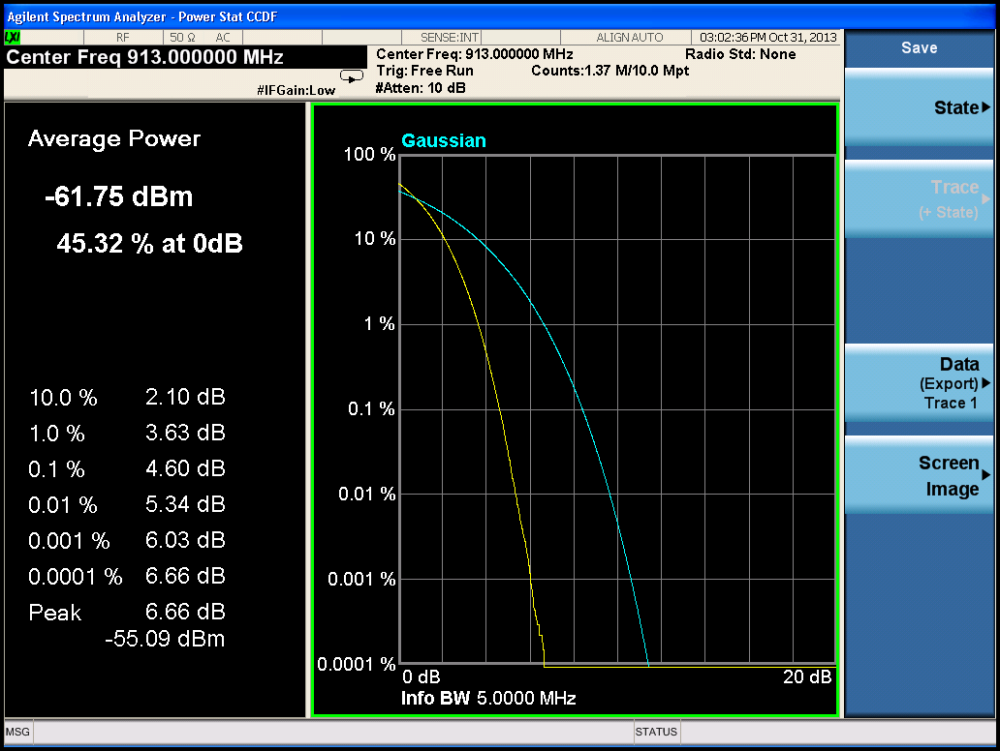 Agilent Spectrum Analyzer - Power Stat CCDF
LXI
RF
50 Ω
AC
SENSE:INT
ALIGN AUTO
03:02:36 PM Oct 31, 2013
Center Freq 913.000000 MHz
Center Freq: 913.000000 MHz
Radio Std: None
Trig: Free Run
Counts:1.37 M/10.0 Mpt
#IFGain:Low
#Atten: 10 dB
Average Power
-61.75 dBm
45.32 % at 0dB
10.0 % 2.10 dB
1.0 % 3.63 dB
0.1 % 4.60 dB
0.01 % 5.34 dB
0.001 % 6.03 dB
0.0001 % 6.66 dB
Peak 6.66 dB
-55.09 dBm
Gaussian
100 %
10 %
1 %
0.1 %
0.01 %
0.001 %
0.0001 %
0 dB
20 dB
Info BW 5.0000 MHz
Save
State
Trace
(+ State)
Data
(Export)
Trace 1
Screen
Image
MSG
STATUS